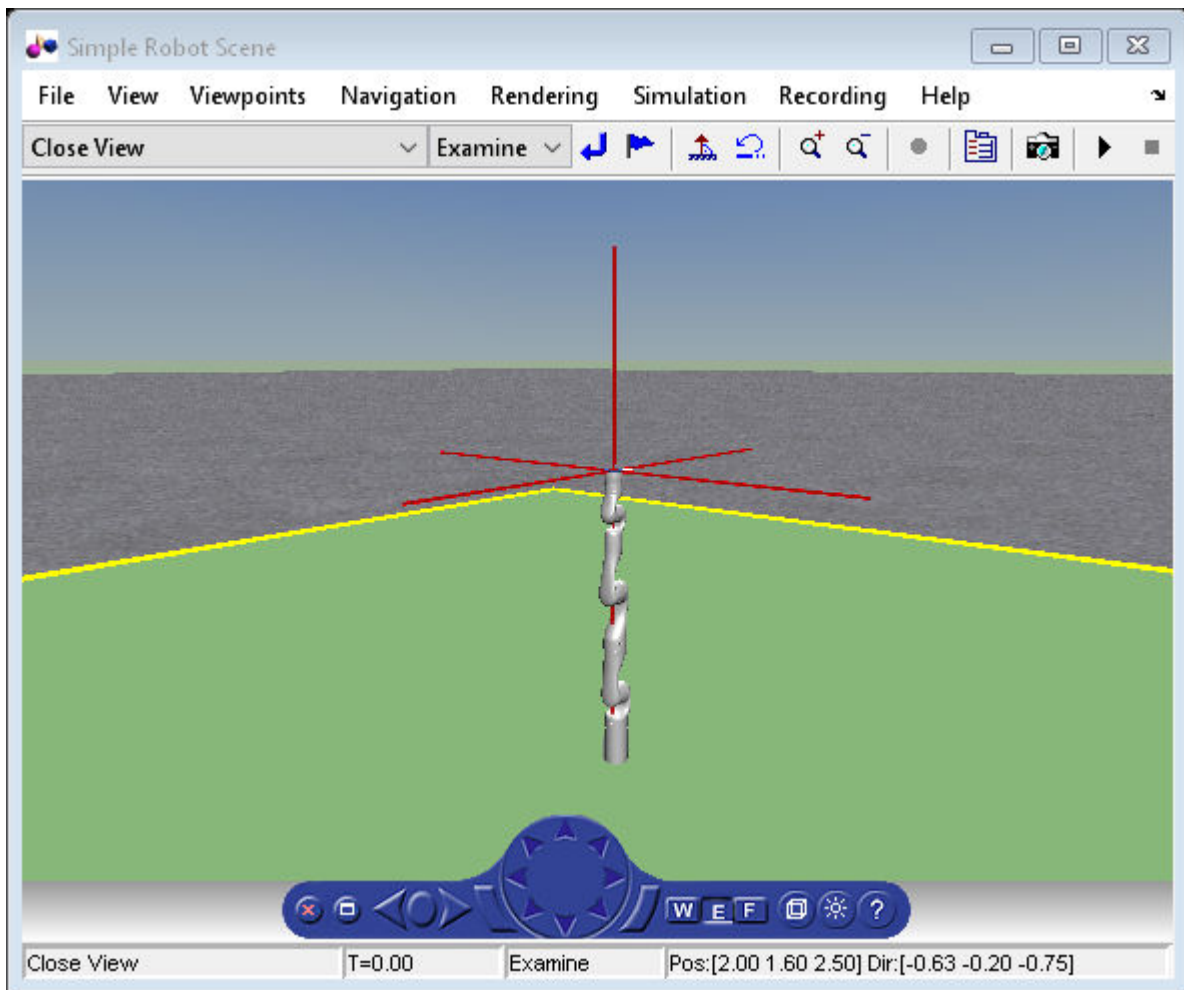 Simple Robot Scene
File View Viewpoints Navigation Rendering Simulation Recording Help
Close View Examine
W E F ?
Close View T=0.00 Examine Pos:[2.00 1.60 2.50] Dir:[-0.63 -0.20 -0.75]